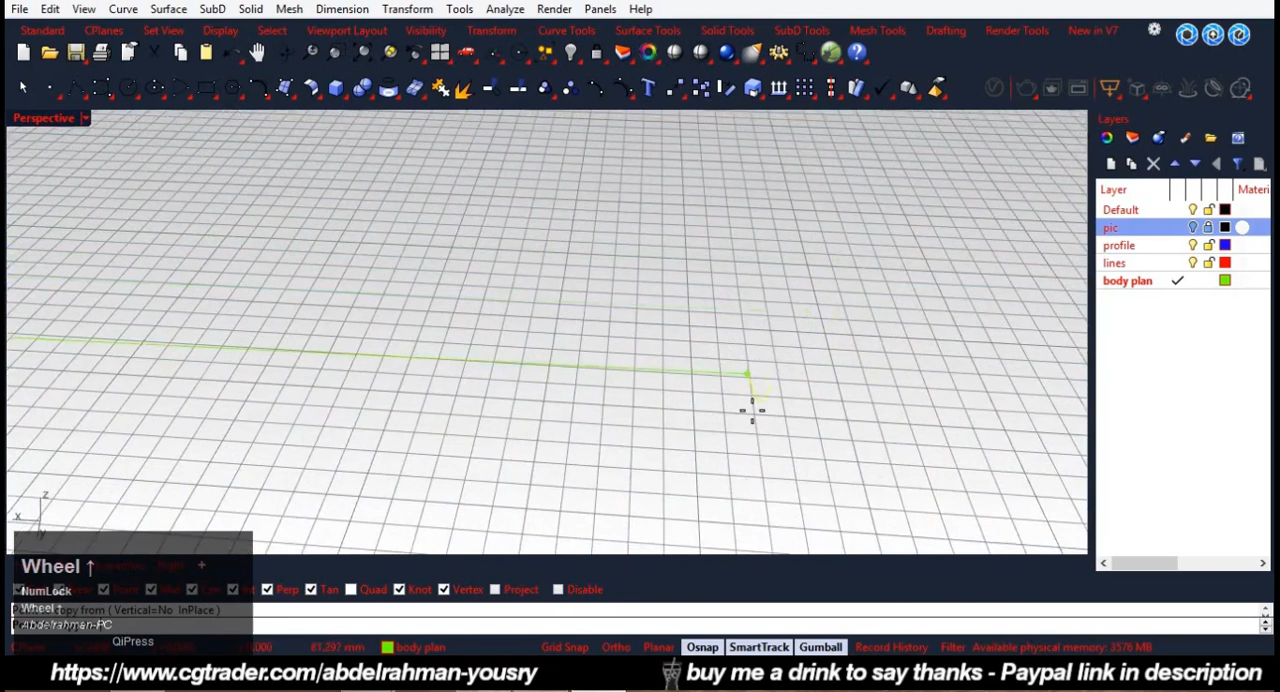 File Edit View Curve Surface SubD Solid Mesh Dimension Transform Tools Analyze Render Panels Help
Standard CPlanes Set View Display Select Viewport Layout Visibility Transform Curve Tools Surface Tools Solid Tools SubD Tools Mesh Tools Drafting Render Tools New in V7
Perspective
Layers
Layer Materi
Default
pic
profile
lines
body plan
z
x
y
Wheel ↑
NumLock
Perp Tan Quad Knot Vertex Project Disable
Wheel ↑
copy from ( Vertical=No InPlace )
Abdelrahman-PC
QiPress
81.297 mm body plan Grid Snap Ortho Planar Osnap SmartTrack Gumball Record History Filter Available physical memory: 3576 MB
https://www.cgtrader.com/abdelrahman-yousry buy me a drink to say thanks - Paypal link in description